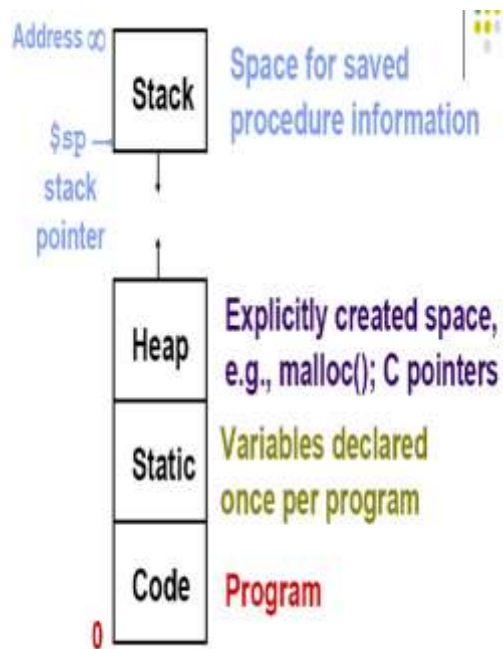 Address ∞
Stack
Space for saved
procedure information
$sp
stack
pointer
Heap
Explicitly created space,
e.g., malloc(); C pointers
Static
Variables declared
once per program
Code
Program
0